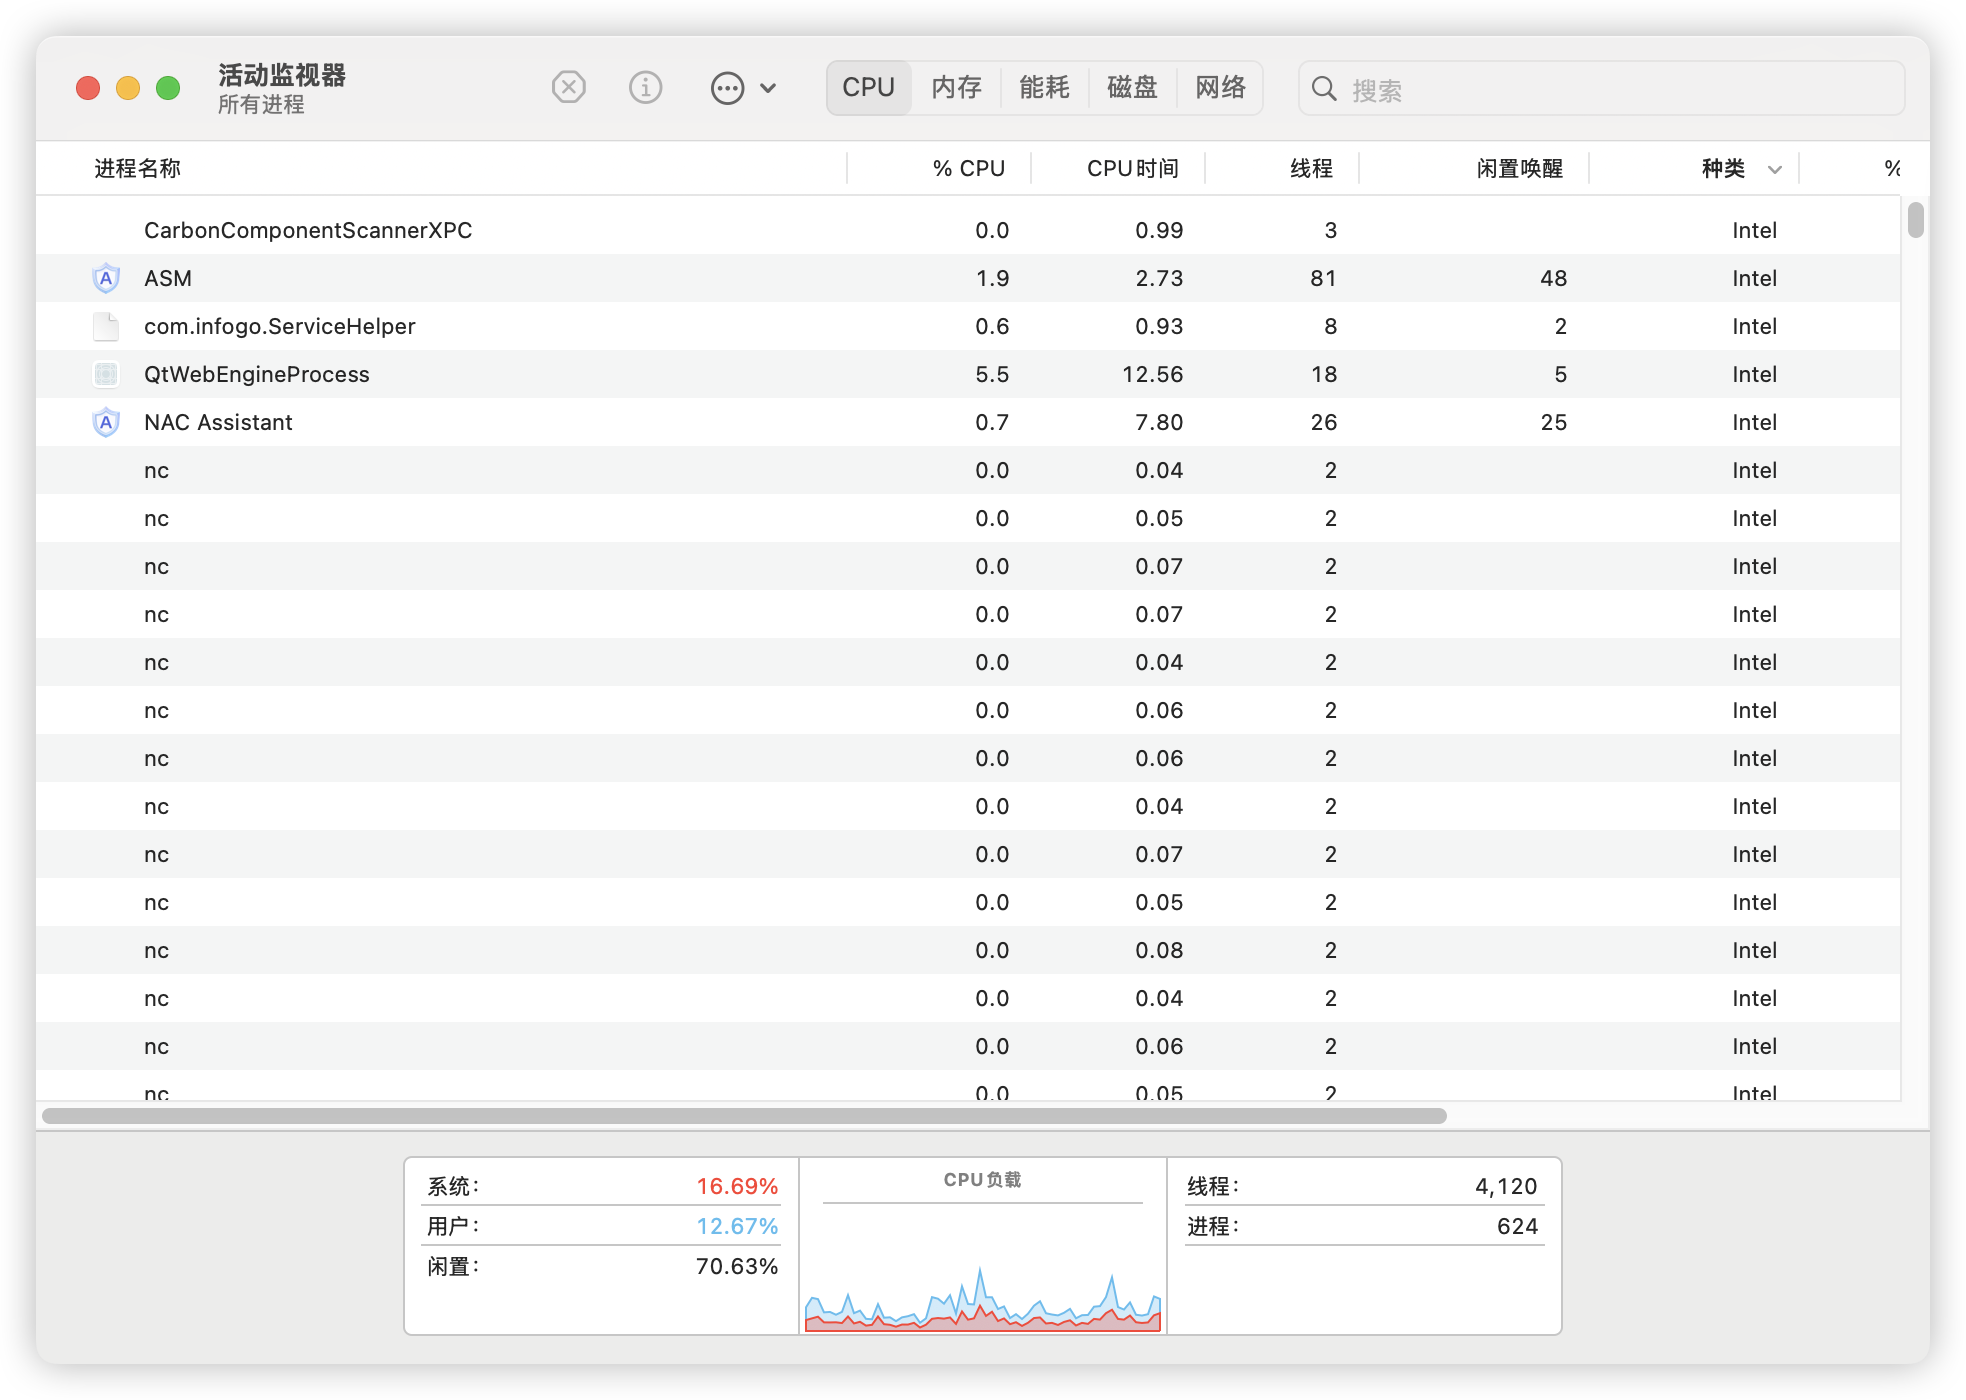 活动监视器
所有进程
CPU 内存 能耗 磁盘 网络 搜索
进程名称 % CPU CPU时间 线程 闲置唤醒 种类 %
CarbonComponentScannerXPC 0.0 0.99 3 Intel
A ASM 1.9 2.73 81 48 Intel
com.infogo.ServiceHelper 0.6 0.93 8 2 Intel
QtWebEngineProcess 5.5 12.56 18 5 Intel
A NAC Assistant 0.7 7.80 26 25 Intel
nc 0.0 0.04 2 Intel
nc 0.0 0.05 2 Intel
nc 0.0 0.07 2 Intel
nc 0.0 0.07 2 Intel
nc 0.0 0.04 2 Intel
nc 0.0 0.06 2 Intel
nc 0.0 0.06 2 Intel
nc 0.0 0.04 2 Intel
nc 0.0 0.07 2 Intel
nc 0.0 0.05 2 Intel
nc 0.0 0.08 2 Intel
nc 0.0 0.04 2 Intel
nc 0.0 0.06 2 Intel
nc 0.0 0.05 2 Intel
系统： 16.69%
用户： 12.67%
闲置： 70.63%
CPU负载
线程： 4,120
进程： 624